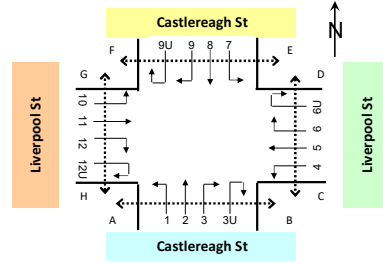 Castlereagh St
N
F
9U
9
8
7
E
G
D
10
11
12
12U
6U
6
5
4
Liverpool St
Liverpool St
H
C
A
1
2
3
3U
B
Castlereagh St